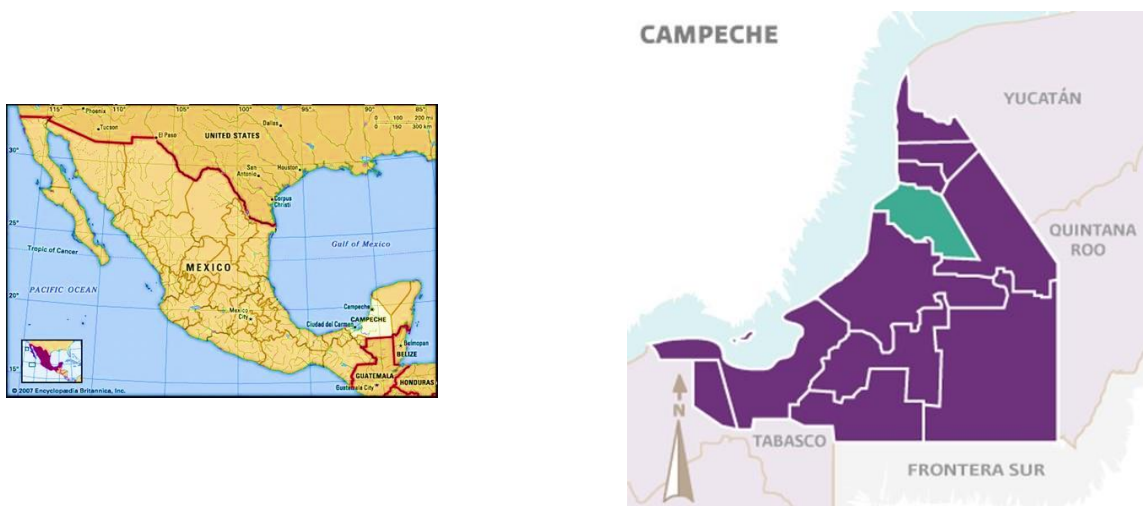 115°
110°
105°
100°
95°
90°
85°
Phoenix
Tucson
El Paso
Dallas
0 100 200 mi
0 150 300 km
UNITED STATES
30°
San
Antonio
Houston
Corpus
Christi
25°
Tropic of Cancer
Gulf of Mexico
MEXICO
PACIFIC OCEAN
20°
Campeche
Mexico
City
CAMPECHE
Ciudad del Carmen
Belmopan
BELIZE
15°
GUATEMALA
HONDURAS
Guatemala City
© 2007 Encyclopædia Britannica, Inc.
CAMPECHE
YUCATÁN
QUINTANA
ROO
N
TABASCO
FRONTERA SUR